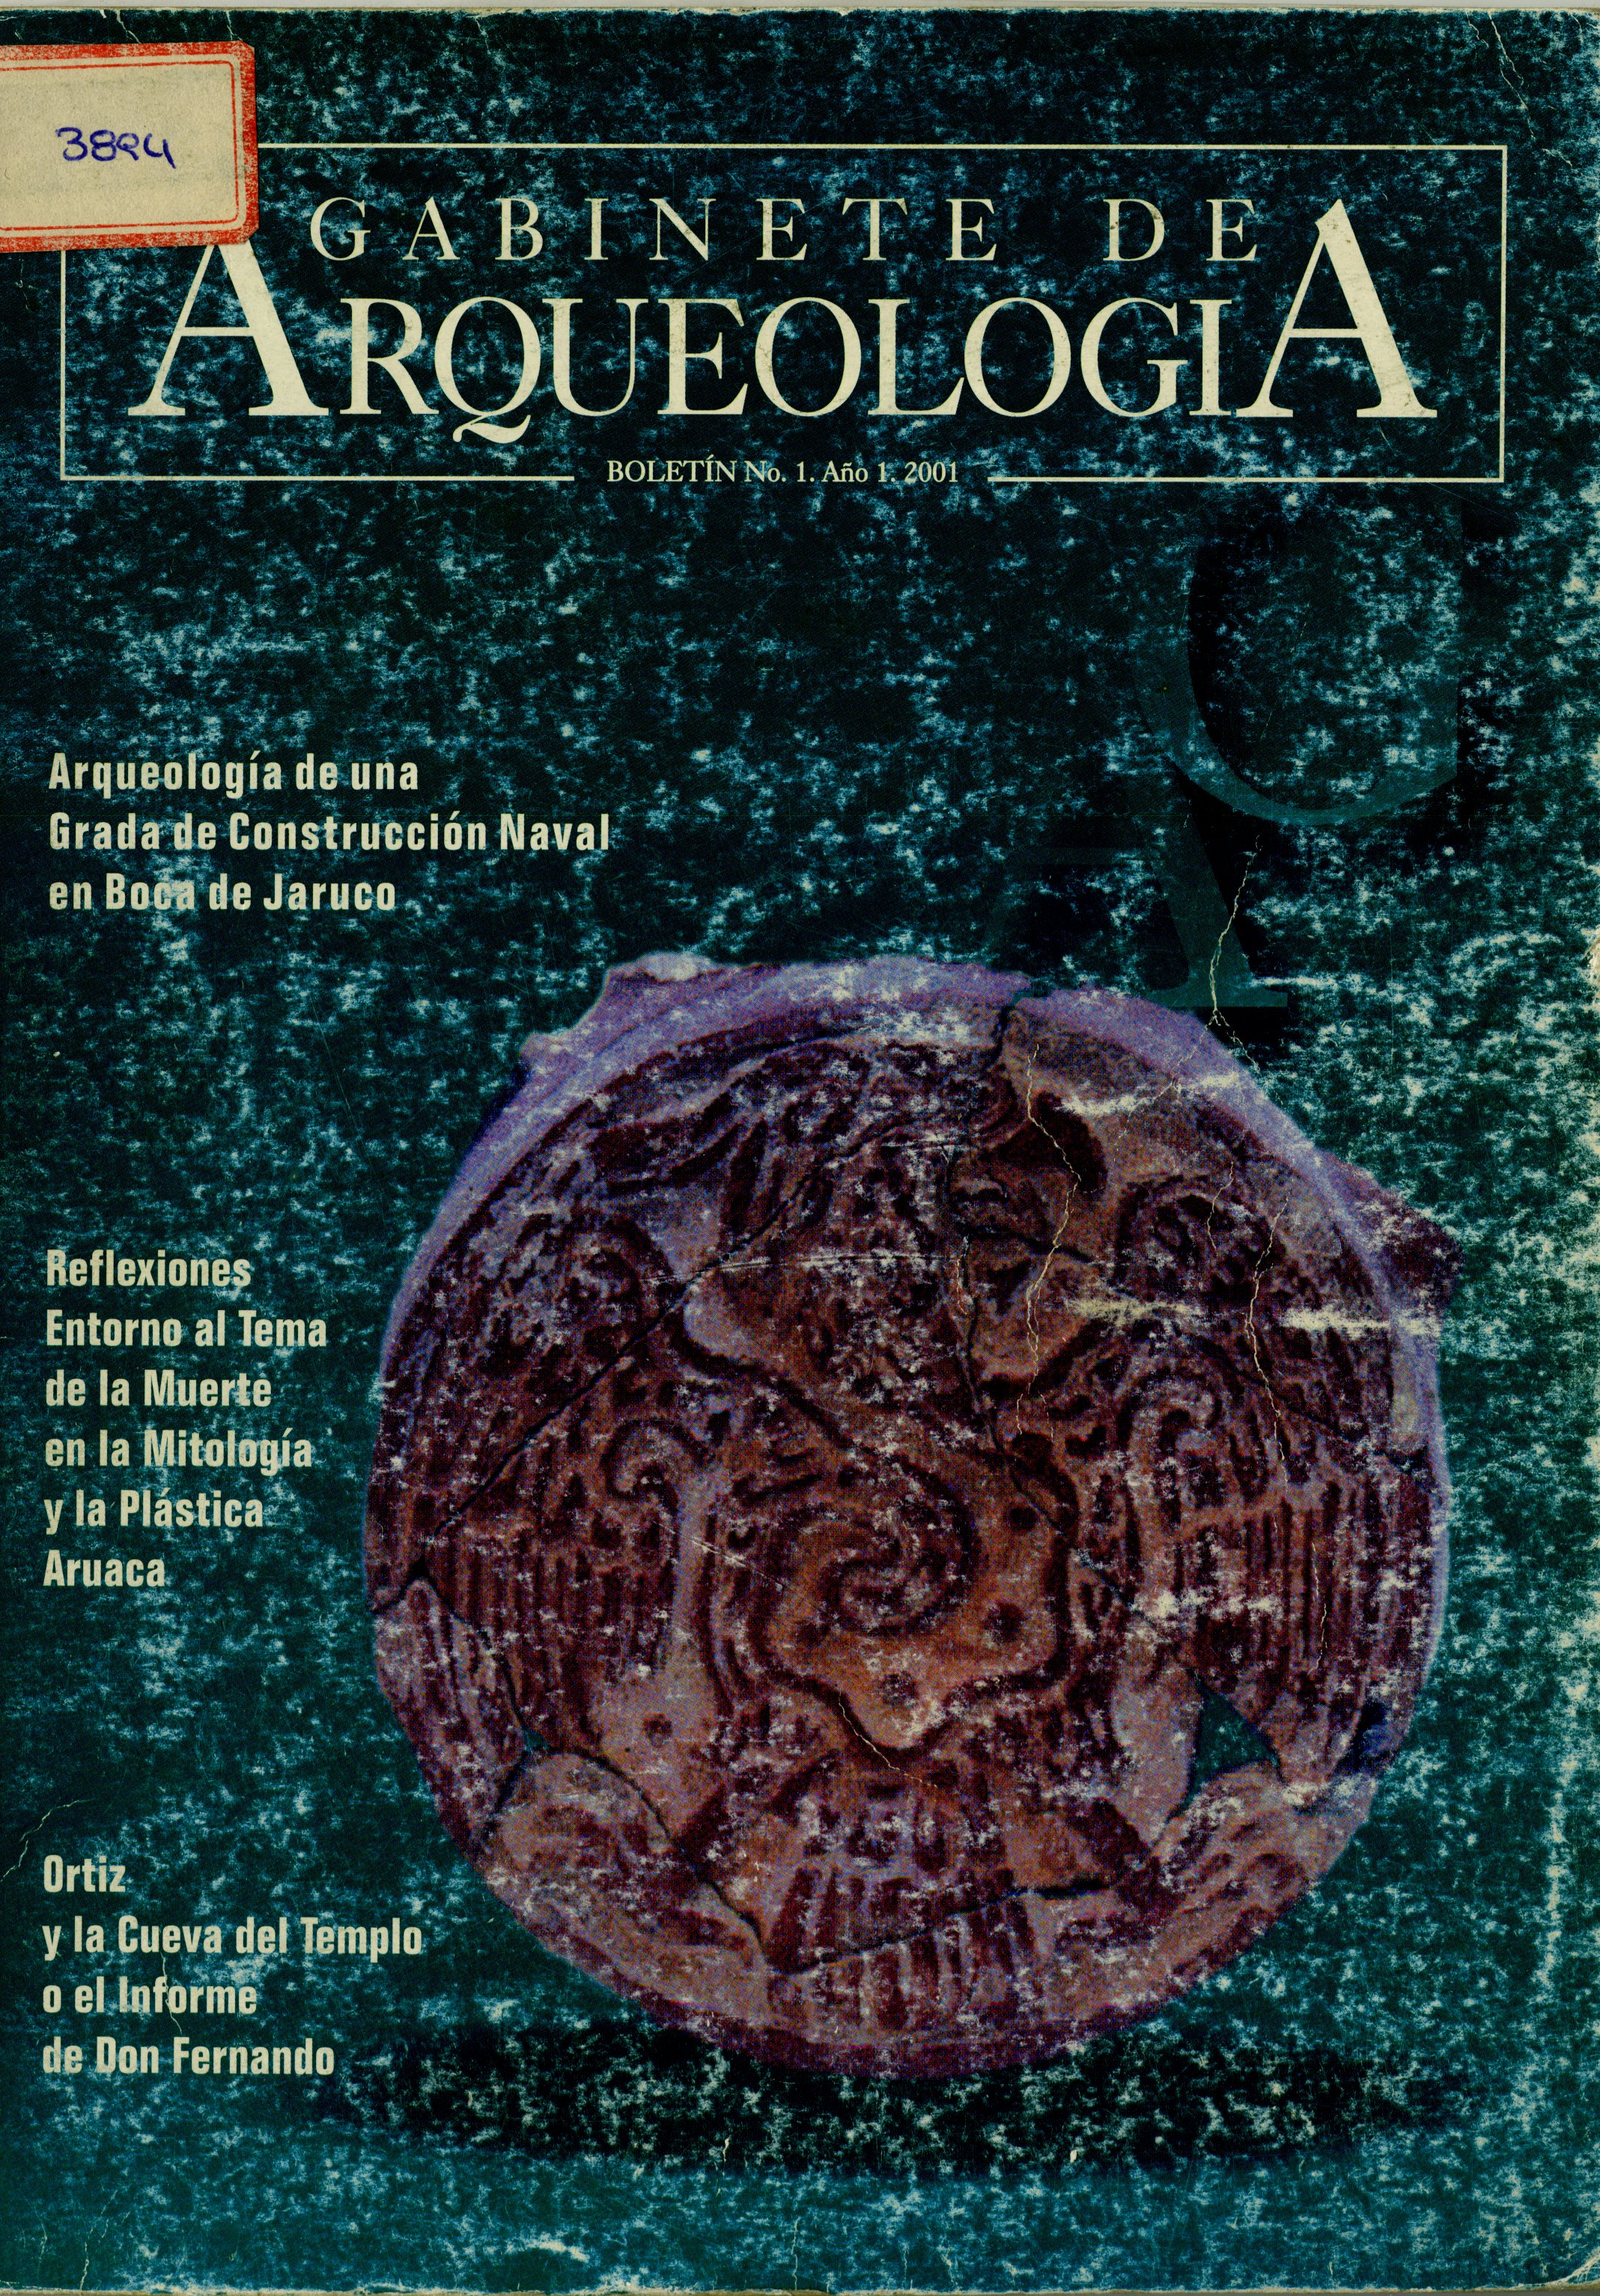 3894
GABINETE DE
ARQUEOLOGIA
BOLETÍN No. 1. Año 1. 2001
Arqueología de una
Grada de Construcción Naval
en Boca de Jaruco
Reflexiones
Entorno al Tema
de la Muerte
en la Mitología
y la Plástica
Aruaca
Ortiz
y la Cueva del Templo
o el Informe
de Don Fernando